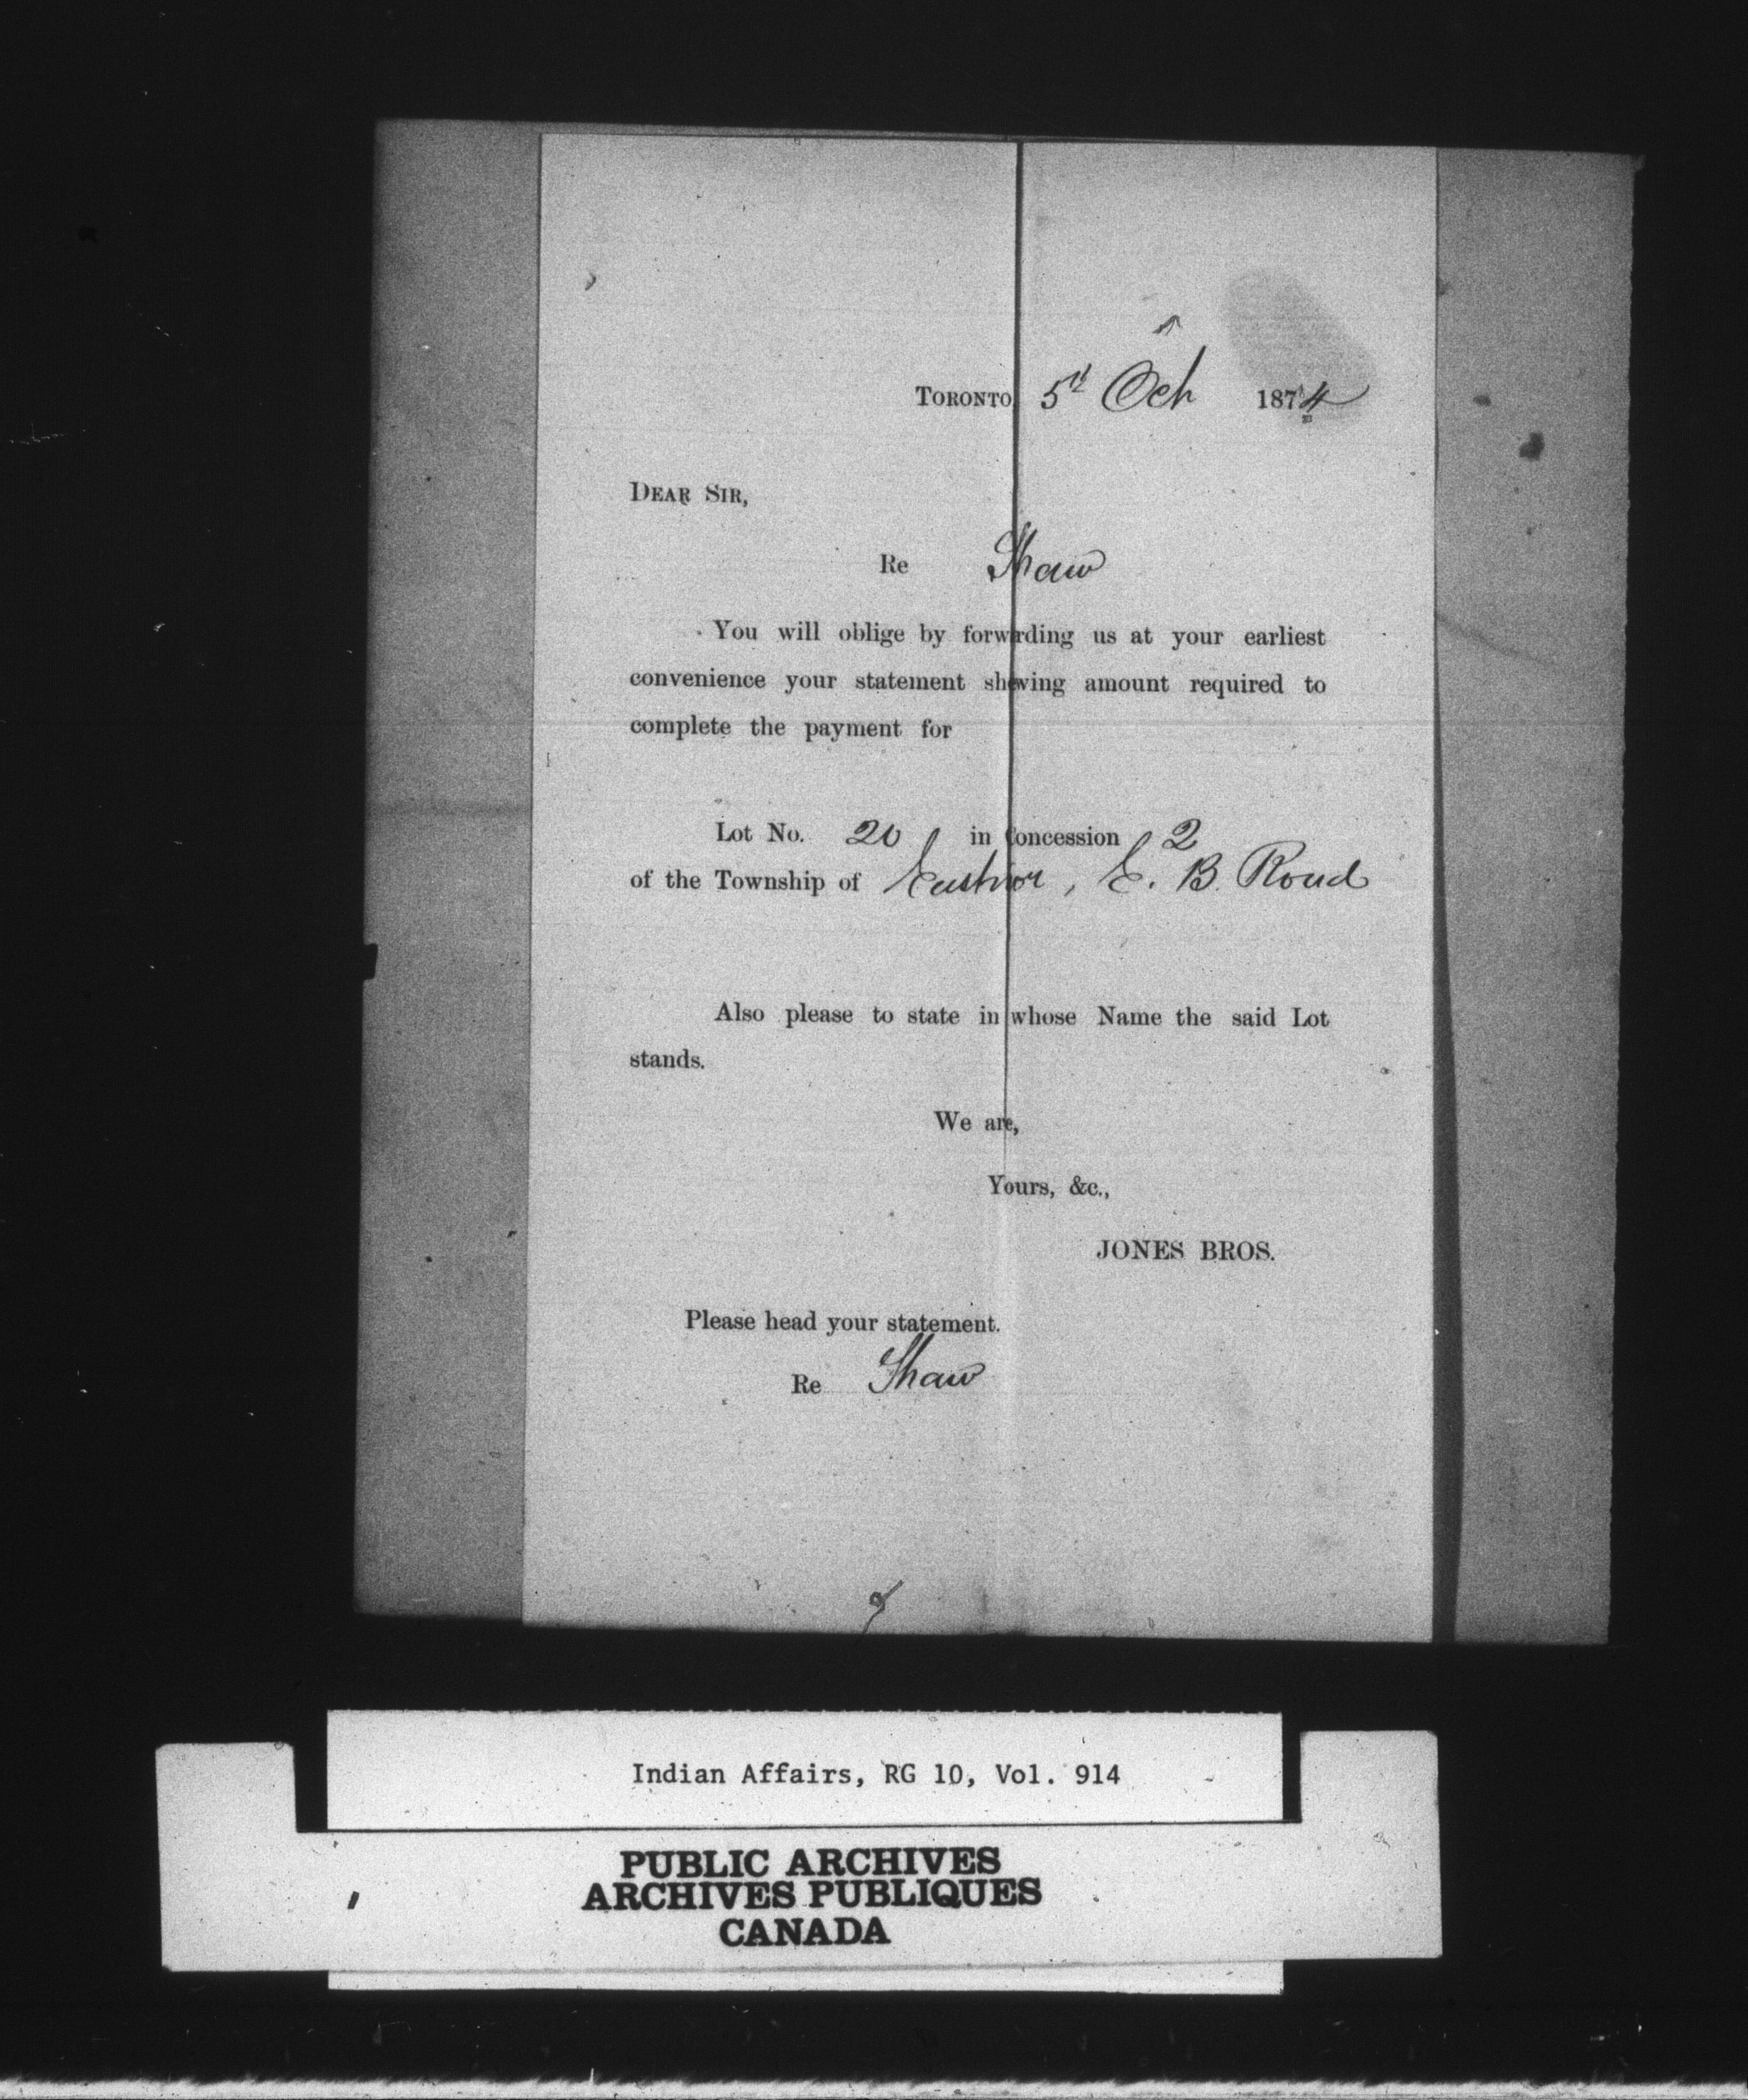 TORONTO, 5th Oct 1874
DEAR SIR,
Re Shaw
You will oblige by forwarding us at your earliest
convenience your statement shewing amount required to
complete the payment for
Lot No. 20 in Concession 2
of the Township of Eastnor, E. B. Road
Also please to state in whose Name the said Lot
stands.
We are,
Yours, &c.,
JONES BROS.
Please head your statement.
Re Shaw
Indian Affairs, RG 10, Vol. 914
PUBLIC ARCHIVES
ARCHIVES PUBLIQUES
CANADA